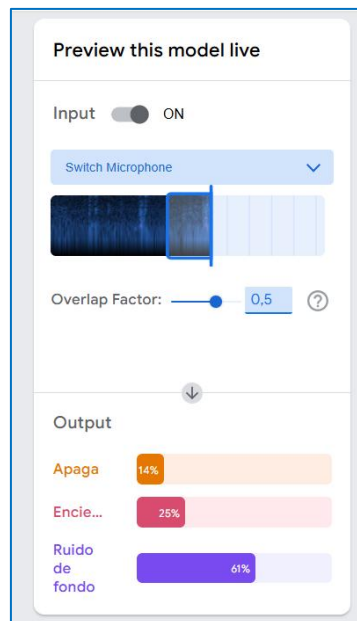 Preview this model live
Input ON
Switch Microphone
Overlap Factor: 0,5 ?
Output
Apaga 14%
Encie... 25%
Ruido
de 61%
fondo